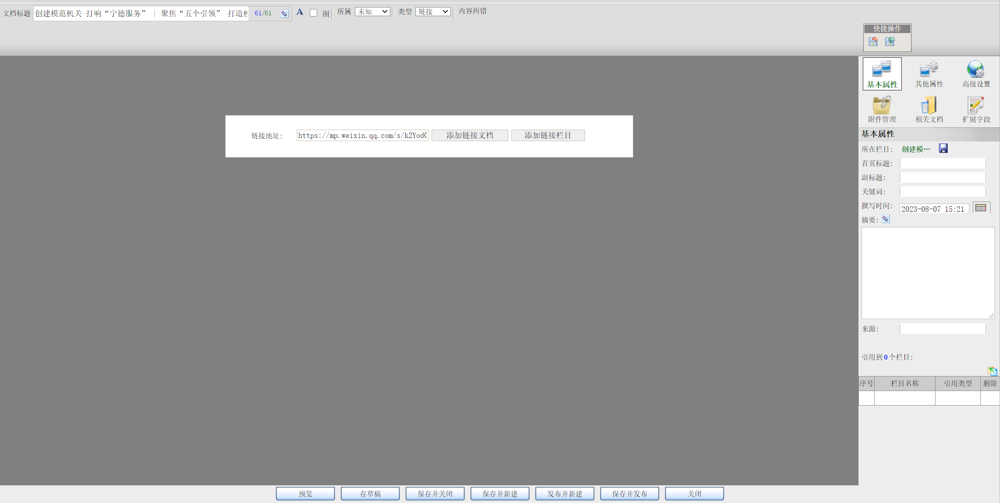 文档标题 创建模范机关 打响“宁德服务”｜ 聚焦“五个引领” 打造 61/61 A 图 所属 未知 类型 链接 内容纠错
快捷操作
基本属性 其他属性 高级设置
附件管理 相关文档 扩展字段
链接地址： https://mp.weixin.qq.com/s/k2Yod 添加链接文档 添加链接栏目
基本属性
所在栏目： 创建模…
首页标题：
副标题：
关键词：
撰写时间： 2023-08-07 15:21
摘要：
来源：
引用到0个栏目：
序号 栏目名称 引用类型 删除
预览 存草稿 保存并关闭 保存并新建 发布并新建 保存并发布 关闭